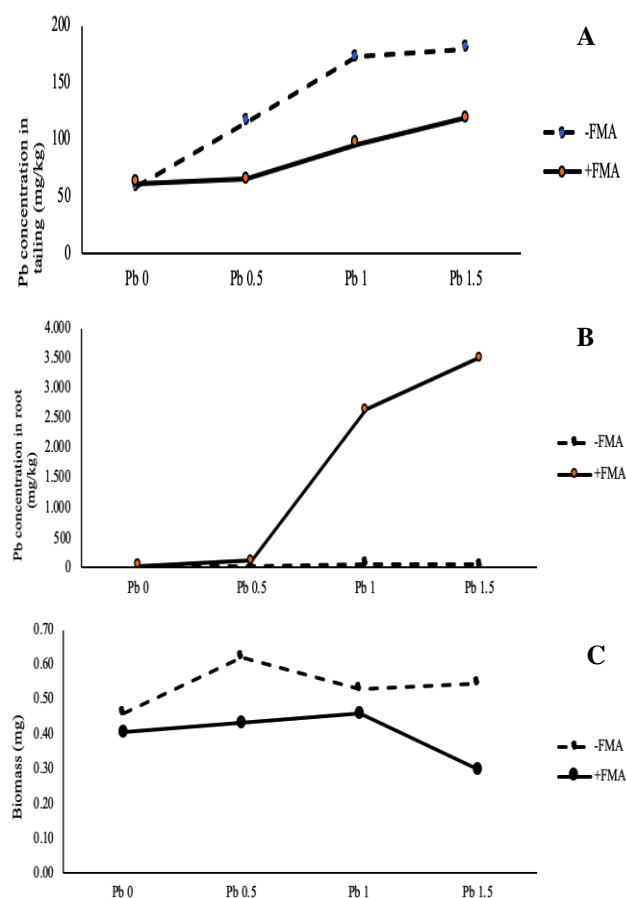 A
Pb concentration in
tailing (mg/kg)
200
150
100
50
0
Pb 0 Pb 0.5 Pb 1 Pb 1.5
-FMA
+FMA
B
Pb concentration in root
(mg/kg)
4.000
3.500
3.000
2.500
2.000
1.500
1.000
500
0
Pb 0 Pb 0.5 Pb 1 Pb 1.5
-FMA
+FMA
C
Biomass (mg)
0.70
0.60
0.50
0.40
0.30
0.20
0.10
0.00
Pb 0 Pb 0.5 Pb 1 Pb 1.5
-FMA
+FMA